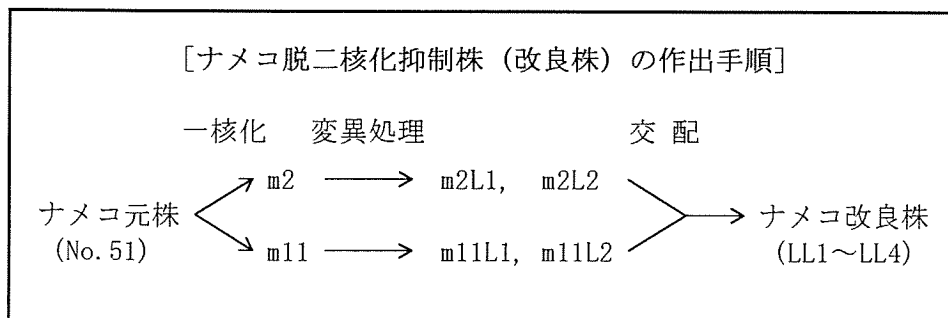 [ナメコ脱二核化抑制株（改良株）の作出手順]
一核化 変異処理 交 配
m2 m2L1, m2L2
ナメコ元株 ナメコ改良株
(No.51) m11 m11L1, m11L2 (LL1～LL4)